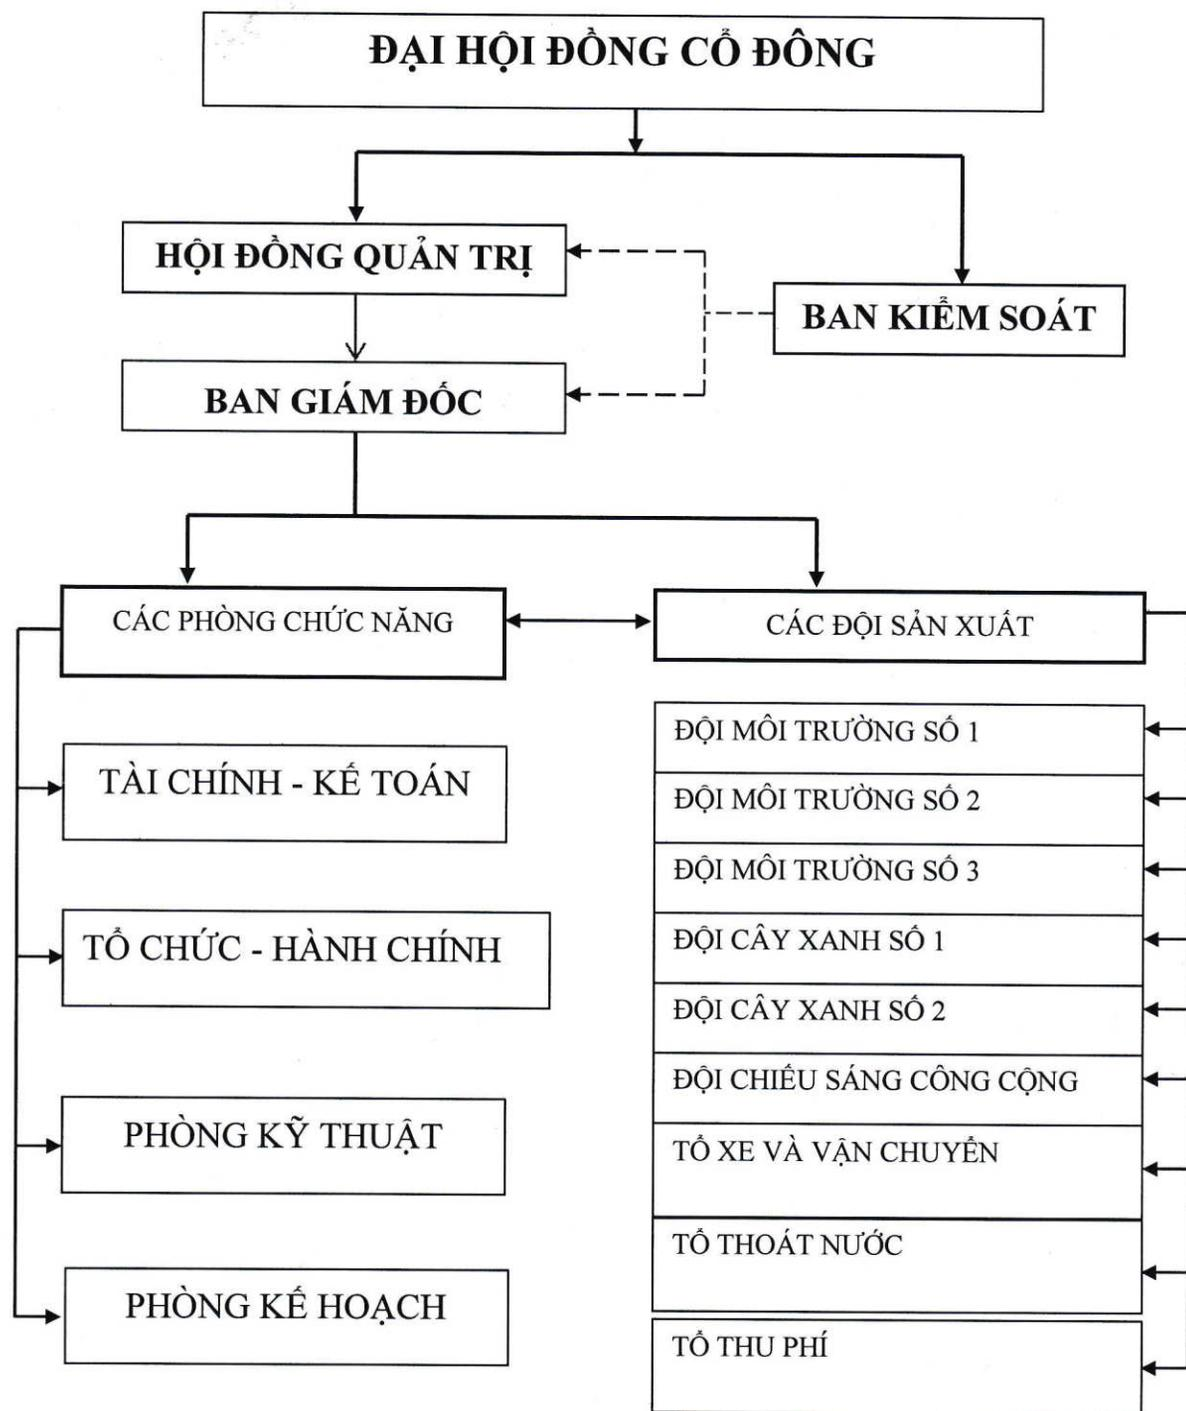 ĐẠI HỘI ĐỒNG CỔ ĐÔNG
HỘI ĐỒNG QUẢN TRỊ
BAN KIỂM SOÁT
BAN GIÁM ĐỐC
CÁC PHÒNG CHỨC NĂNG
CÁC ĐỘI SẢN XUẤT
TÀI CHÍNH - KẾ TOÁN
TỔ CHỨC - HÀNH CHÍNH
PHÒNG KỸ THUẬT
PHÒNG KẾ HOẠCH
ĐỘI MÔI TRƯỜNG SỐ 1
ĐỘI MÔI TRƯỜNG SỐ 2
ĐỘI MÔI TRƯỜNG SỐ 3
ĐỘI CÂY XANH SỐ 1
ĐỘI CÂY XANH SỐ 2
ĐỘI CHIẾU SÁNG CÔNG CỘNG
TỔ XE VÀ VẬN CHUYỂN
TỔ THOÁT NƯỚC
TỔ THU PHÍ